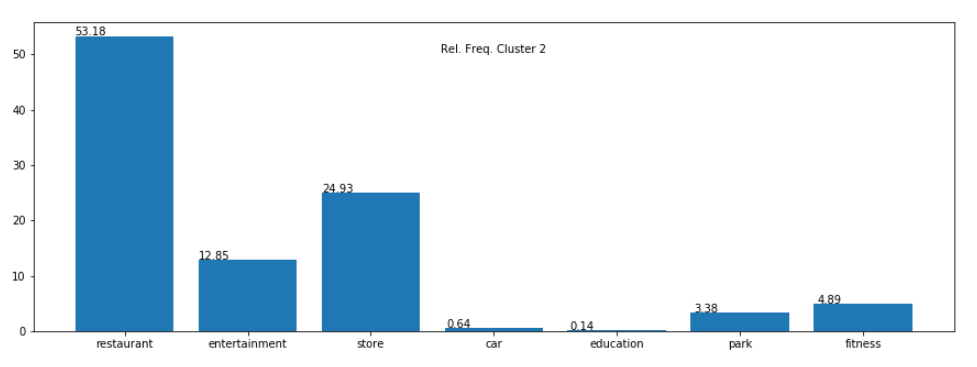 Rel. Freq. Cluster 2
50
40
30
20
10
0
53.18
12.85
24.93
0.64
0.14
3.38
4.89
restaurant
entertainment
store
car
education
park
fitness